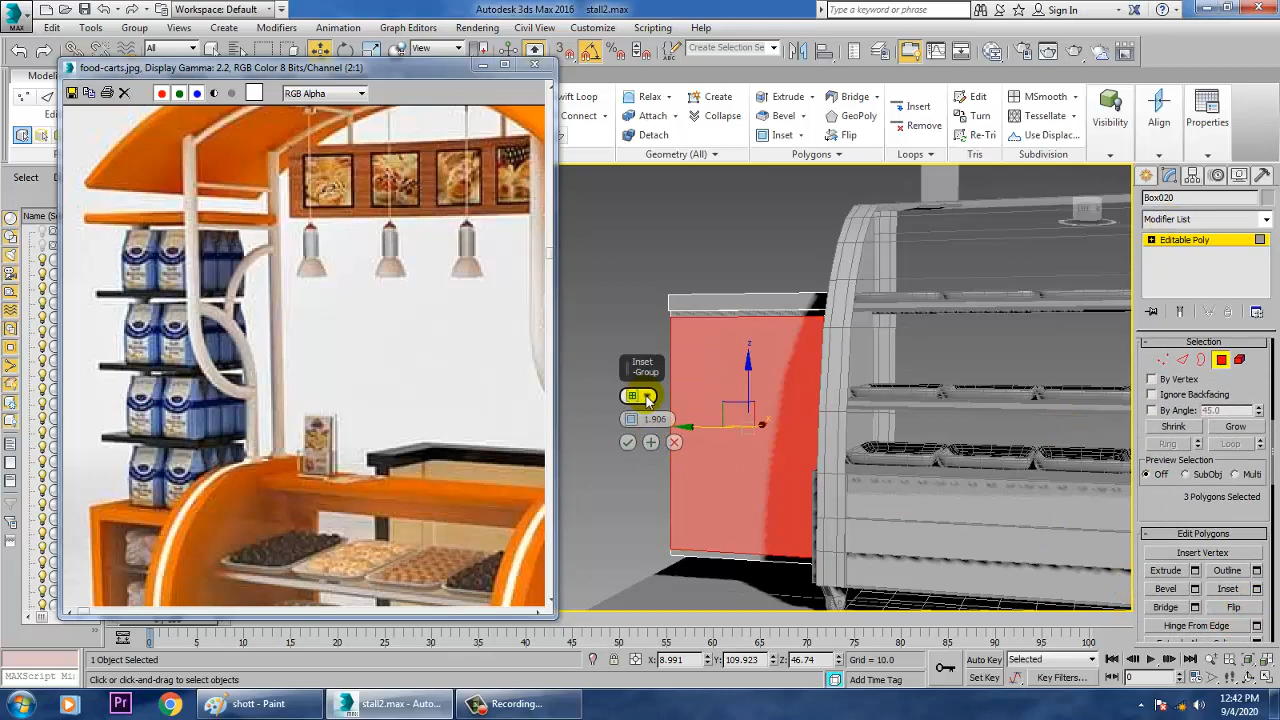 Workspace: Default
Autodesk 3ds Max 2016 stall2.max
Type a keyword or phrase
Sign In
MAX
Edit Tools Group Views Create Modifiers Animation Graph Editors Rendering Civil View Customize Scripting Help
All
View
Create Selection Se
food-carts.jpg, Display Gamma: 2.2, RGB Color 8 Bits/Channel (2:1)
RGB Alpha
Model
Select
Name (S
wift Loop
Connect
Relax
Create
Attach
Collapse
Detach
Geometry (All)
Extrude
Bridge
Bevel
GeoPoly
Inset
Flip
Polygons
Insert
Remove
Loops
Edit
Turn
Re-Tri
Tris
MSmooth
Tessellate
Use Displac...
Subdivision
Visibility
Align
Properties
Inset
-Group
1.906
z
x
Box020
Modifier List
Editable Poly
Selection
By Vertex
Ignore Backfacing
By Angle: 45.0
Shrink Grow
Ring Loop
Preview Selection
Off SubObj Multi
3 Polygons Selected
Edit Polygons
Insert Vertex
Extrude Outline
Bevel Inset
Bridge Flip
Hinge From Edge
0 5 10 15 20 25 30 35 40 45 50 55 60 65 70 75 80 85 90 95 100
1 Object Selected
X: 8.991 Y: 109.923 Z: 46.74
Grid = 10.0
Auto Key Selected
Set Key Key Filters...
0
MAXScript Mi
Click or click-and-drag to select objects
Add Time Tag
shott - Paint
stall2.max - Auto...
Recording...
12:42 PM
9/4/2020